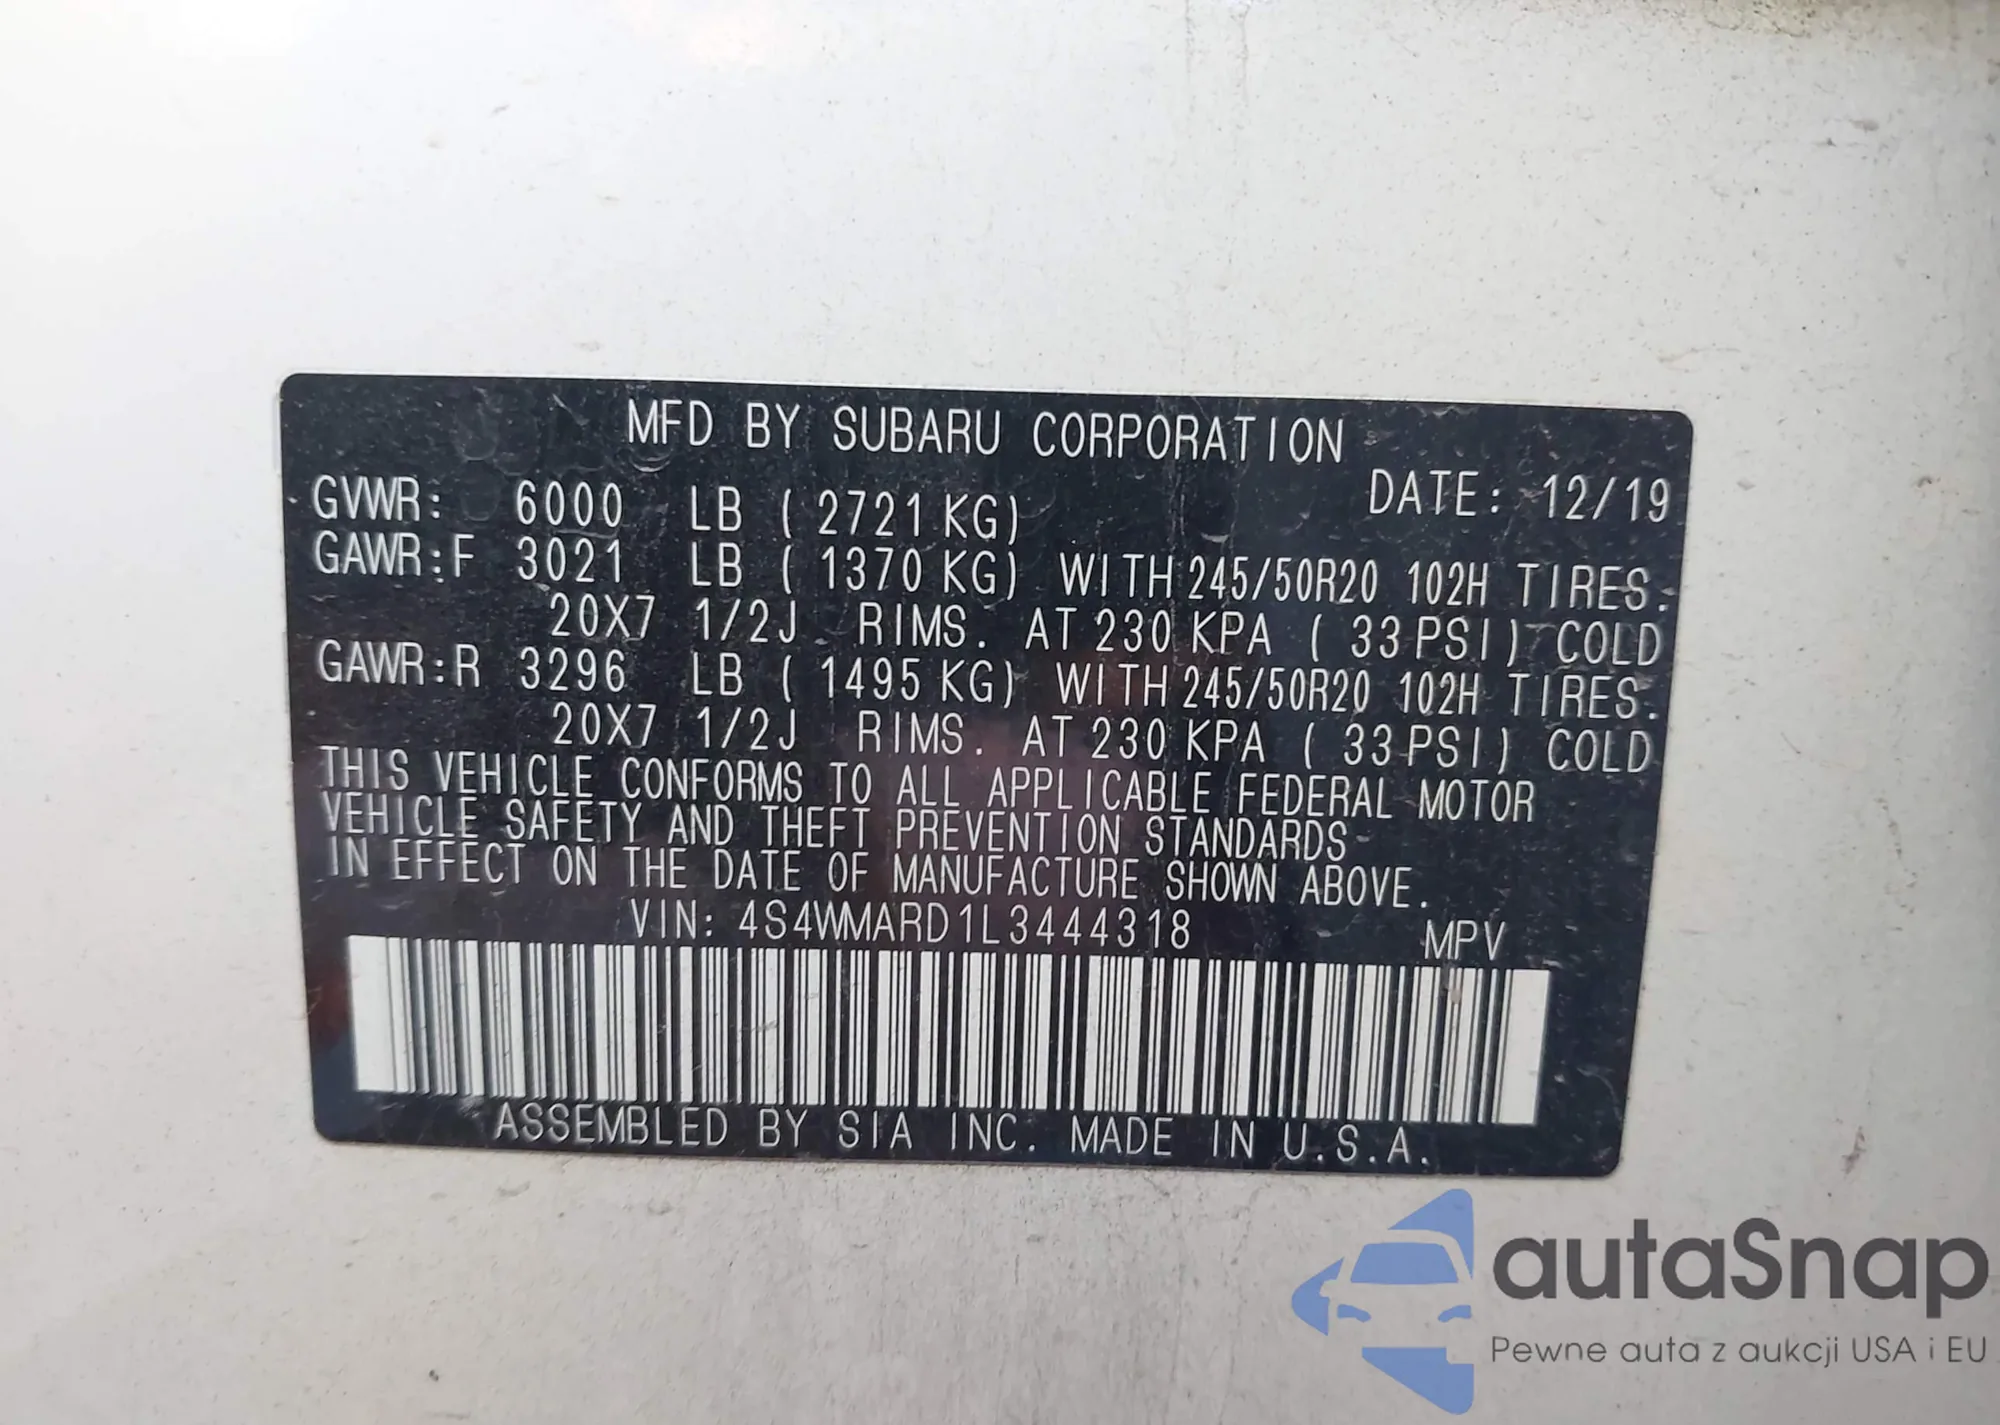 MFD BY SUBARU CORPORATION
DATE: 12/19
GVWR: 6000 LB ( 2721 KG)
GAWR:F 3021 LB ( 1370 KG) WITH 245/50R20 102H TIRES.
20X7 1/2J RIMS. AT 230 KPA ( 33 PSI) COLD
GAWR:R 3296 LB ( 1495 KG) WITH 245/50R20 102H TIRES.
20X7 1/2J RIMS. AT 230 KPA ( 33 PSI) COLD
THIS VEHICLE CONFORMS TO ALL APPLICABLE FEDERAL MOTOR
VEHICLE SAFETY AND THEFT PREVENTION STANDARDS
IN EFFECT ON THE DATE OF MANUFACTURE SHOWN ABOVE.
VIN: 4S4WMARD1L3444318 MPV
ASSEMBLED BY SIA INC. MADE IN U.S.A.
autaSnap
Pewne auta z aukcji USA i EU